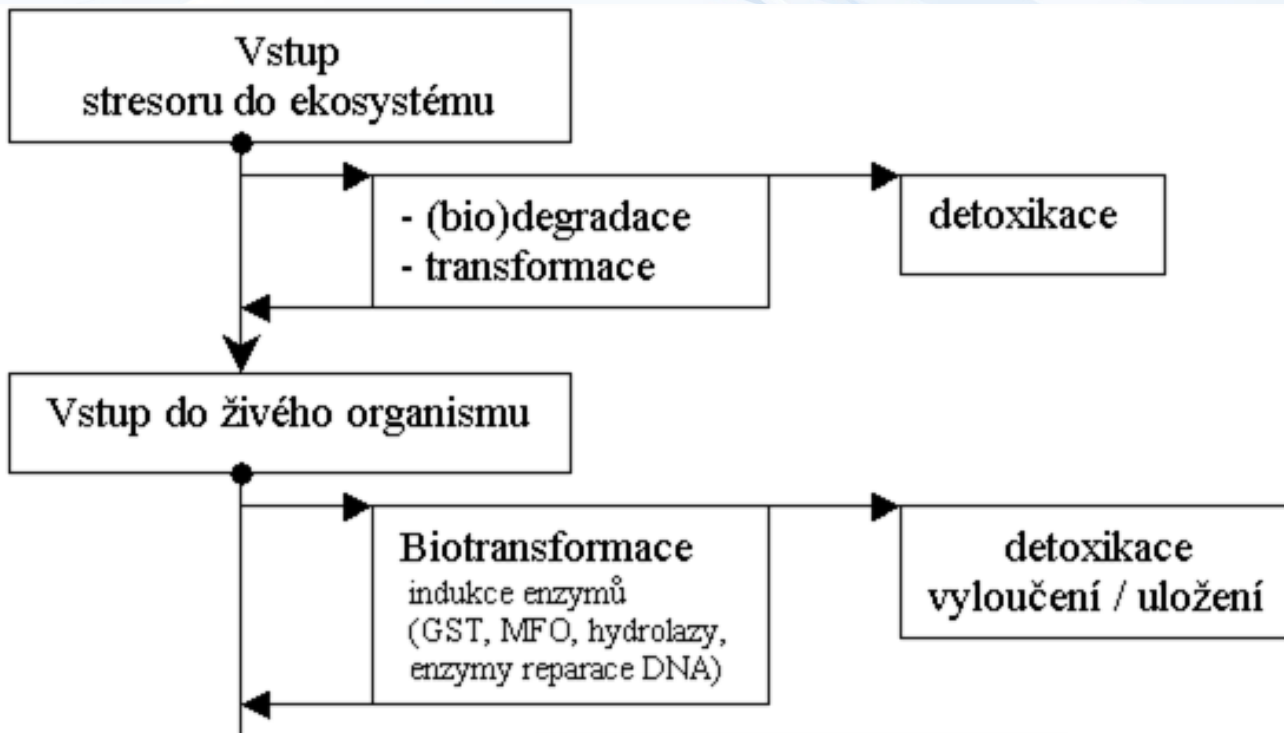 Vstup
stresoru do ekosystému
- (bio)degradace
- transformace
detoxikace
Vstup do živého organismu
Biotransformace
indukce enzymů
(GST, MFO, hydrolazy,
enzymy reparace DNA)
detoxikace
vyloučení / uložení